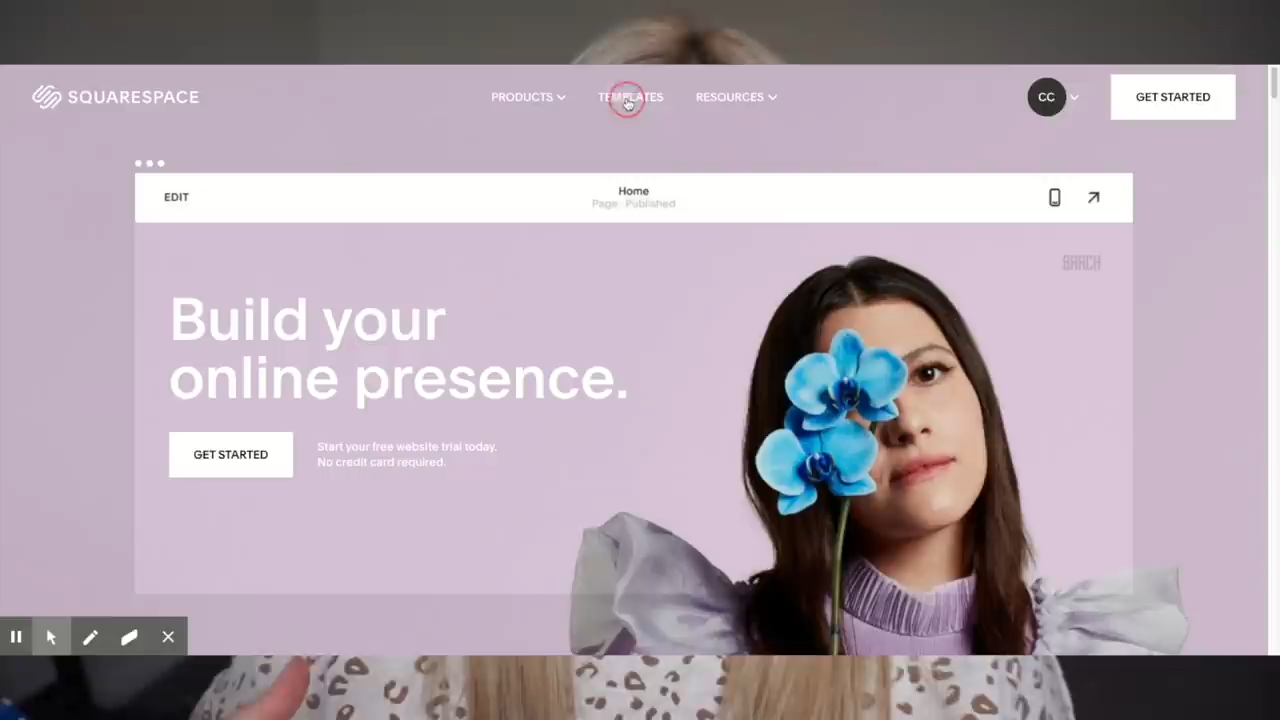 SQUARESPACE
PRODUCTS
TEMPLATES
RESOURCES
CC
GET STARTED
EDIT
Home
Page · Published
Build your
online presence.
GET STARTED
Start your free website trial today.
No credit card required.